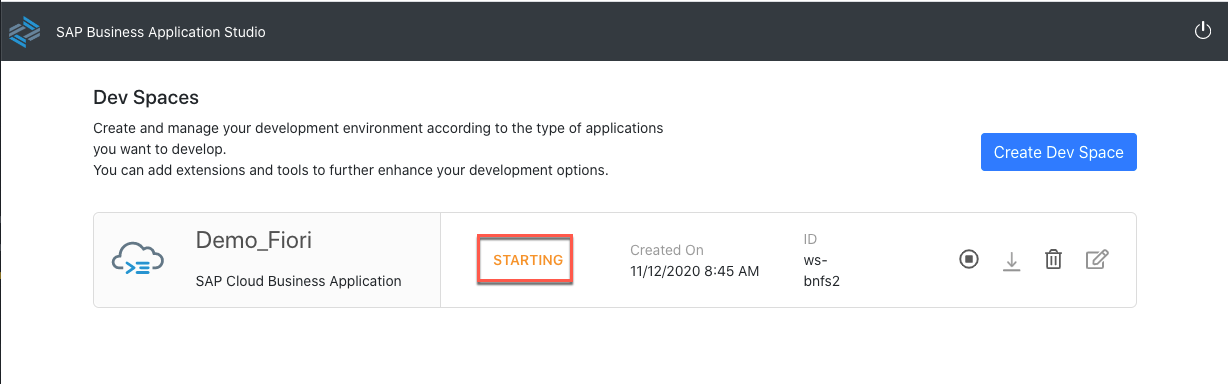 SAP Business Application Studio
Dev Spaces
Create and manage your development environment according to the type of applications
you want to develop.
You can add extensions and tools to further enhance your development options.
Create Dev Space
Demo_Fiori
SAP Cloud Business Application
STARTING
Created On
11/12/2020 8:45 AM
ID
ws-
bnfs2